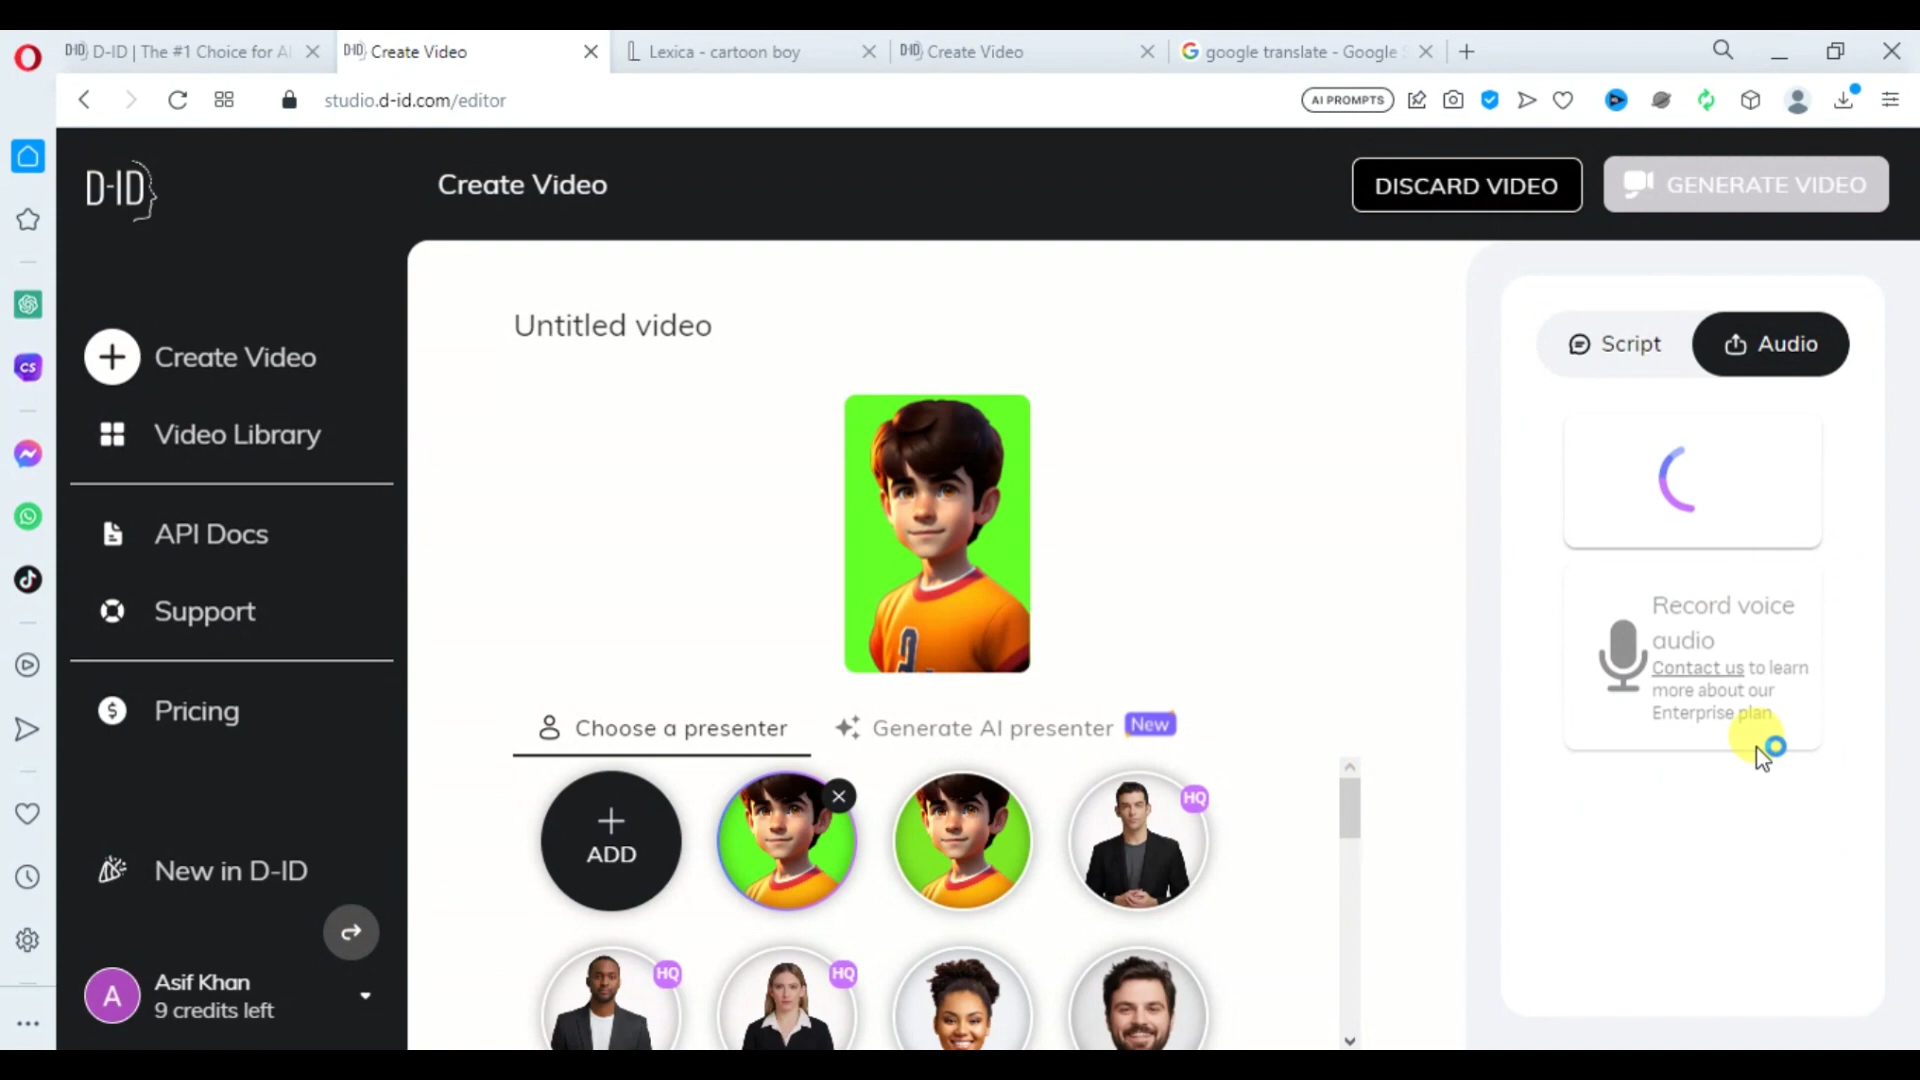 D-ID | The #1 Choice for AI
Create Video
Lexica - cartoon boy
Create Video
google translate - Google S
studio.d-id.com/editor
AI PROMPTS
D-ID
Create Video
DISCARD VIDEO
GENERATE VIDEO
Create Video
Video Library
API Docs
Support
Pricing
New in D-ID
A
Asif Khan
9 credits left
Untitled video
Choose a presenter
Generate AI presenter
New
ADD
HQ
HQ
HQ
Script
Audio
Record voice
audio
Contact us to learn
more about our
Enterprise plan
CS